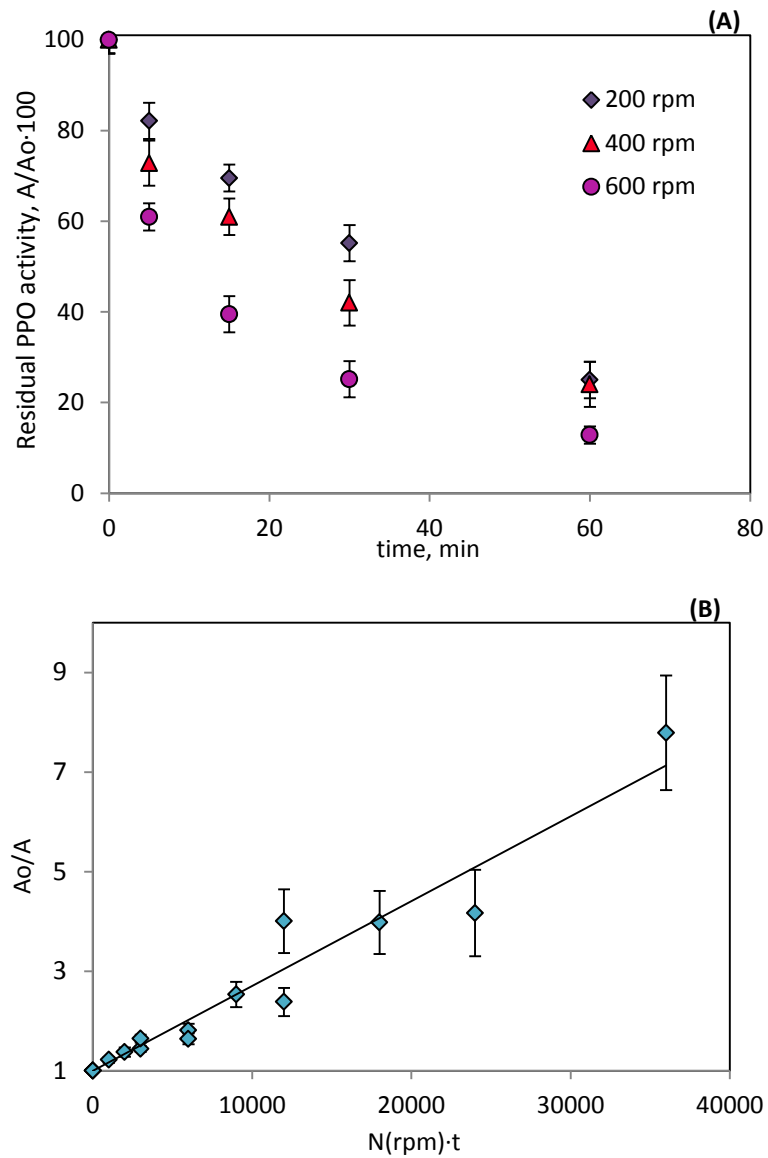 (A)
100
80
60
40
20
0
Residual PPO activity, A/Ao·100
200 rpm
400 rpm
600 rpm
0 20 40 60 80
time, min
(B)
9
7
5
3
1
Ao/A
0 10000 20000 30000 40000
N(rpm)·t